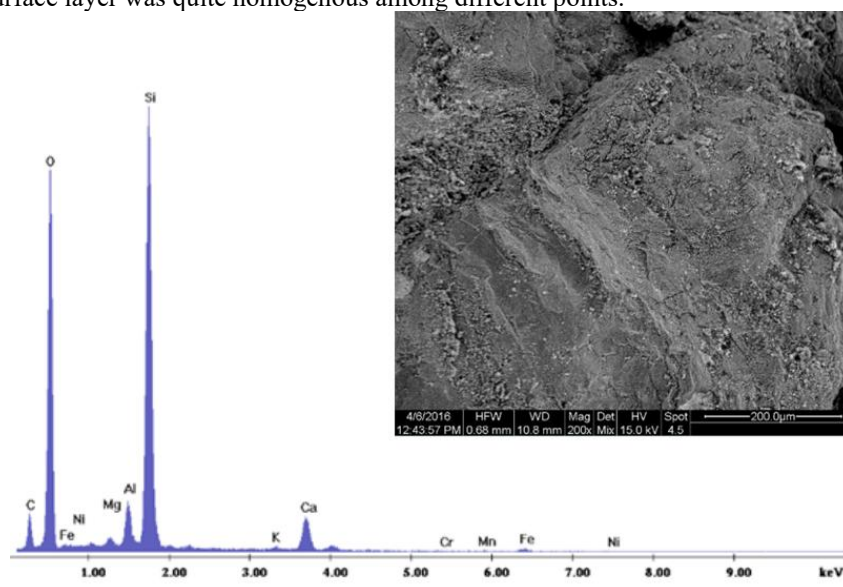 urface layer was quite homogenous among different points.
Si
O
C
Fe
Ni
Mg
Al
K
Ca
Cr
Mn
Fe
Ni
1.00 2.00 3.00 4.00 5.00 6.00 7.00 8.00 9.00 keV
4/6/2016 HFW WD Mag Det HV Spot 200.0µm
12:43:57 PM 0.68 mm 10.8 mm 200x Mix 15.0 kV 4.5